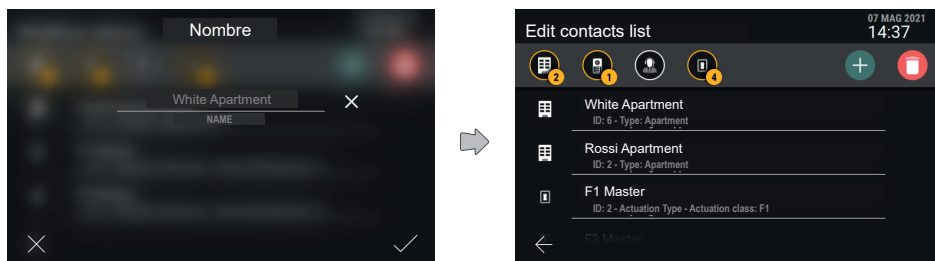 Nombre
White Apartment
NAME
Edit contacts list
07 MAG 2021
14:37
2
1
4
White Apartment
ID: 6 - Type: Apartment
Rossi Apartment
ID: 2 - Type: Apartment
F1 Master
ID: 2 - Actuation Type - Actuation class: F1
F2 Master